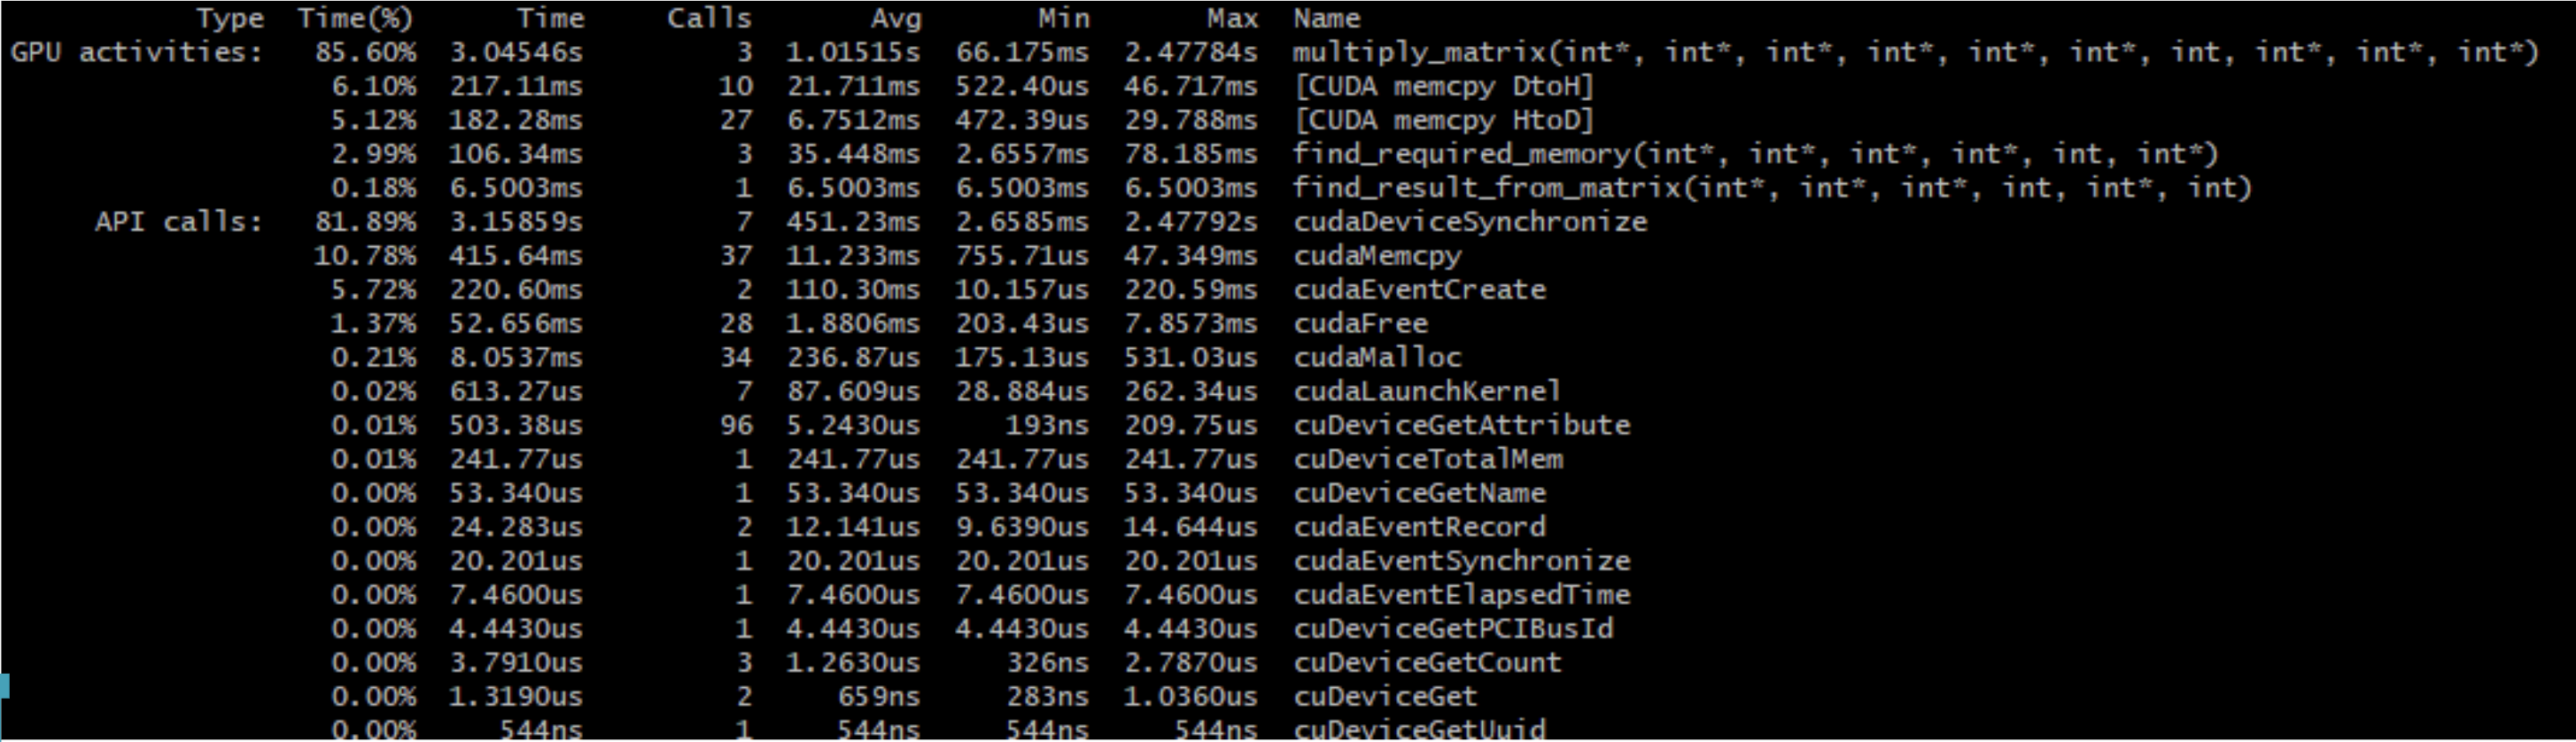 Type Time(%) Time Calls Avg Min Max Name
GPU activities: 85.60% 3.04546s 3 1.01515s 66.175ms 2.47784s multiply_matrix(int*, int*, int*, int*, int*, int*, int, int*, int*, int*)
6.10% 217.11ms 10 21.711ms 522.40us 46.717ms [CUDA memcpy DtoH]
5.12% 182.28ms 27 6.7512ms 472.39us 29.788ms [CUDA memcpy HtoD]
2.99% 106.34ms 3 35.448ms 2.6557ms 78.185ms find_required_memory(int*, int*, int*, int*, int, int*)
0.18% 6.5003ms 1 6.5003ms 6.5003ms 6.5003ms find_result_from_matrix(int*, int*, int*, int, int*, int)
API calls: 81.89% 3.15859s 7 451.23ms 2.6585ms 2.47792s cudaDeviceSynchronize
10.78% 415.64ms 37 11.233ms 755.71us 47.349ms cudaMemcpy
5.72% 220.60ms 2 110.30ms 10.157us 220.59ms cudaEventCreate
1.37% 52.656ms 28 1.8806ms 203.43us 7.8573ms cudaFree
0.21% 8.0537ms 34 236.87us 175.13us 531.03us cudaMalloc
0.02% 613.27us 7 87.609us 28.884us 262.34us cudaLaunchKernel
0.01% 503.38us 96 5.2430us 193ns 209.75us cuDeviceGetAttribute
0.01% 241.77us 1 241.77us 241.77us 241.77us cuDeviceTotalMem
0.00% 53.340us 1 53.340us 53.340us 53.340us cuDeviceGetName
0.00% 24.283us 2 12.141us 9.6390us 14.644us cudaEventRecord
0.00% 20.201us 1 20.201us 20.201us 20.201us cudaEventSynchronize
0.00% 7.4600us 1 7.4600us 7.4600us 7.4600us cudaEventElapsedTime
0.00% 4.4430us 1 4.4430us 4.4430us 4.4430us cuDeviceGetPCIBusId
0.00% 3.7910us 3 1.2630us 326ns 2.7870us cuDeviceGetCount
0.00% 1.3190us 2 659ns 283ns 1.0360us cuDeviceGet
0.00% 544ns 1 544ns 544ns 544ns cuDeviceGetUuid